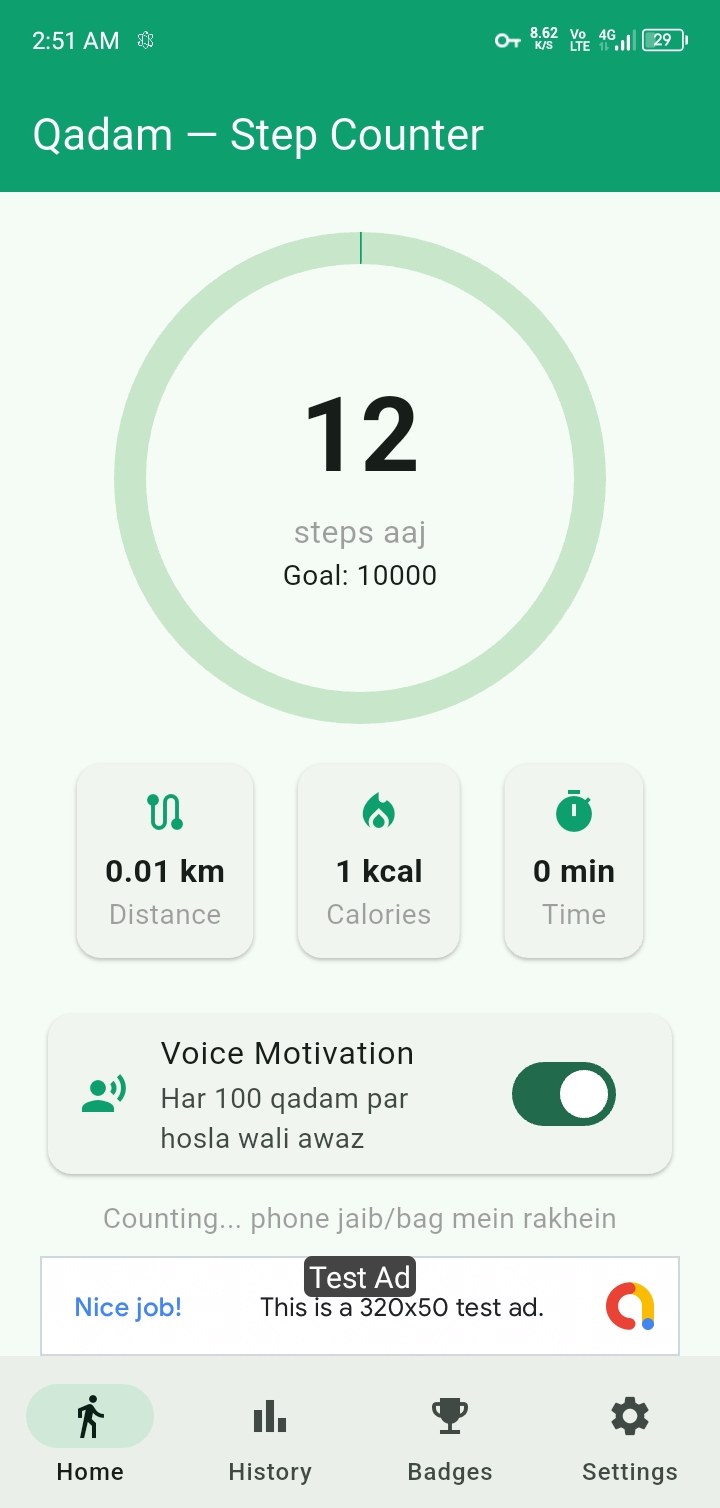 2:51 AM
8.62 K/S
Vo LTE
4G
29
Qadam — Step Counter
12
steps aaj
Goal: 10000
0.01 km
Distance
1 kcal
Calories
0 min
Time
Voice Motivation
Har 100 qadam par
hosla wali awaz
Counting... phone jaib/bag mein rakhein
Test Ad
Nice job!
This is a 320x50 test ad.
Home
History
Badges
Settings